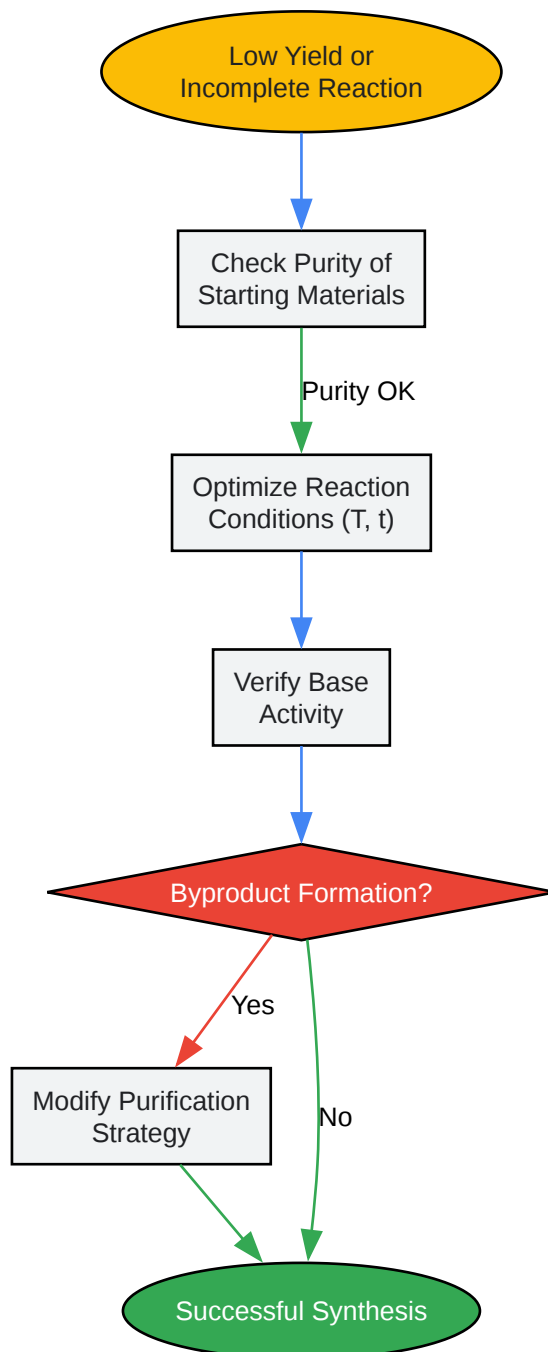 Low Yield or
Incomplete Reaction
Check Purity of
Starting Materials
Purity OK
Optimize Reaction
Conditions (T, t)
Verify Base
Activity
Byproduct Formation?
Yes
Modify Purification
Strategy
No
Successful Synthesis